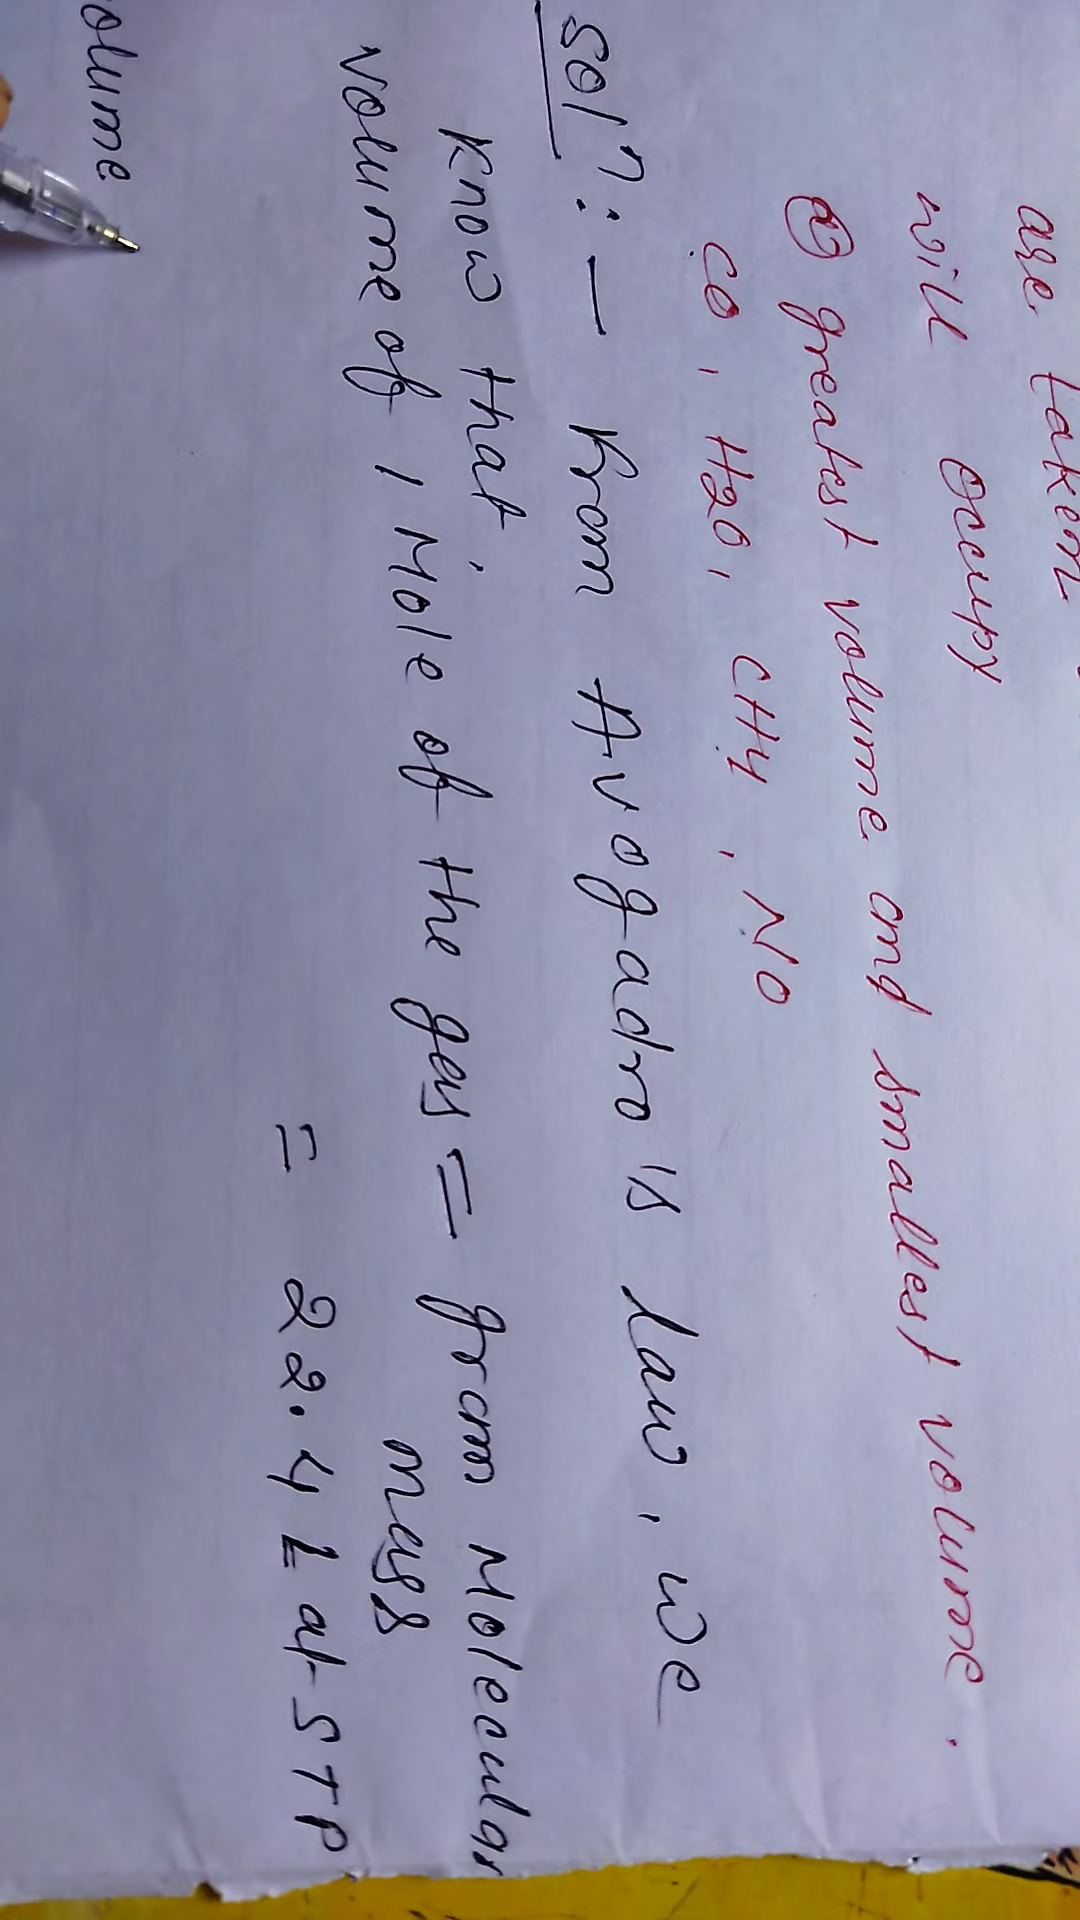 are taken
will occupy
a greatest volume and smallest volume.
CO, H2O, CH4, NO
Solⁿ: — From Avogadro's Law, we
know that,
volume of 1 Mole of the gas = gram Molecular
mass
= 22.4 L at STP
olume